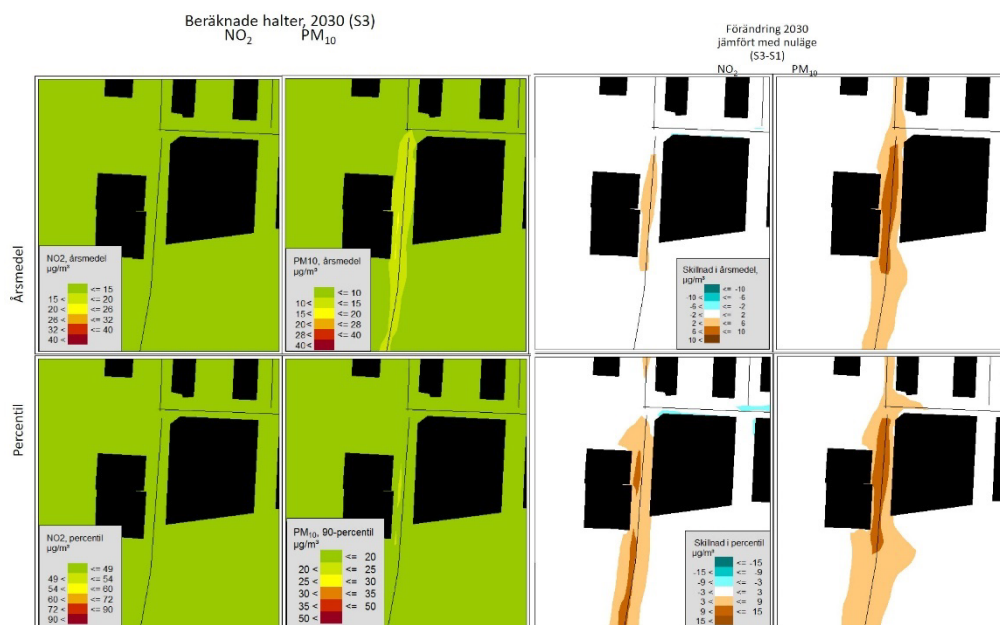 Beräknade halter, 2030 (S3)
NO₂ PM₁₀
Förändring 2030
jämfört med nuläge
(S3-S1)
NO₂ PM₁₀
Årsmedel
NO2, årsmedel
µg/m³
<= 15
15 < <= 20
20 < <= 26
26 < <= 32
32 < <= 40
40 <
PM10, årsmedel
µg/m³
<= 10
10 < <= 15
15 < <= 20
20 < <= 28
28 < <= 40
40 <
Skillnad i årsmedel,
µg/m³
<= -10
-10 < <= -6
-6 < <= -2
-2 < <= 2
2 < <= 6
6 < <= 10
10 <
Percentil
NO2, percentil
µg/m³
<= 49
49 < <= 54
54 < <= 60
60 < <= 72
72 < <= 90
90 <
PM₁₀, 90-percentil
µg/m³
<= 20
20 < <= 25
25 < <= 30
30 < <= 35
35 < <= 50
50 <
Skillnad i percentil
µg/m³
<= -15
-15 < <= -9
-9 < <= -3
-3 < <= 3
3 < <= 9
9 < <= 15
15 <